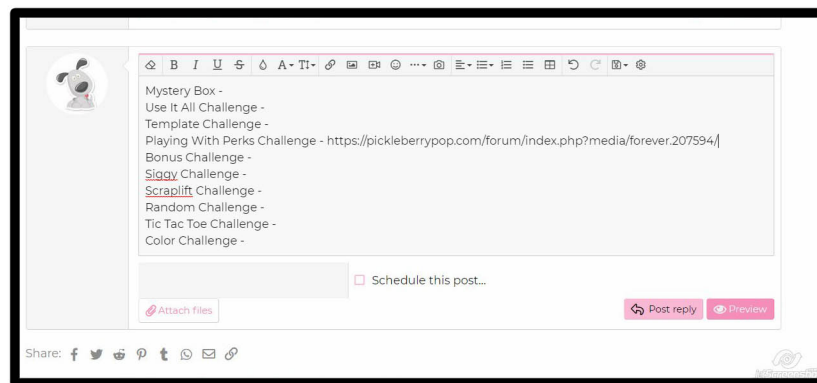 Mystery Box -
Use It All Challenge -
Template Challenge -
Playing With Perks Challenge - https://pickleberrypop.com/forum/index.php?media/forever.207594/
Bonus Challenge -
Siggy Challenge -
Scraplift Challenge -
Random Challenge -
Tic Tac Toe Challenge -
Color Challenge -
Schedule this post...
Attach files
Post reply
Preview
Share: